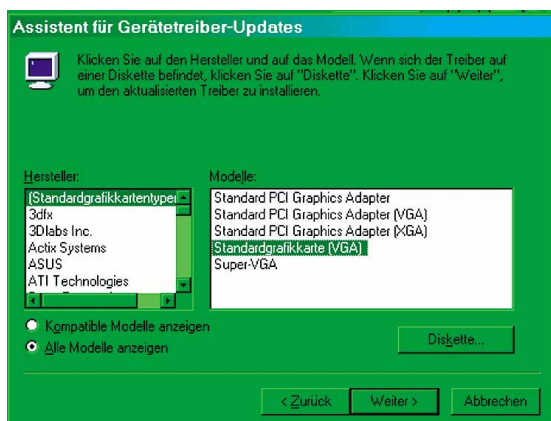 Assistent für Gerätetreiber-Updates
Klicken Sie auf den Hersteller und auf das Modell. Wenn sich der Treiber auf
einer Diskette befindet, klicken Sie auf "Diskette". Klicken Sie auf "Weiter",
um den aktualisierten Treiber zu installieren.
Hersteller:
(Standardgrafikkartentypen
3dfx
3Dlabs Inc.
Actix Systems
ASUS
ATI Technologies
Modelle:
Standard PCI Graphics Adapter
Standard PCI Graphics Adapter (VGA)
Standard PCI Graphics Adapter (XGA)
Standardgrafikkarte (VGA)
Super-VGA
Kompatible Modelle anzeigen
Alle Modelle anzeigen
Diskette...
< Zurück
Weiter >
Abbrechen